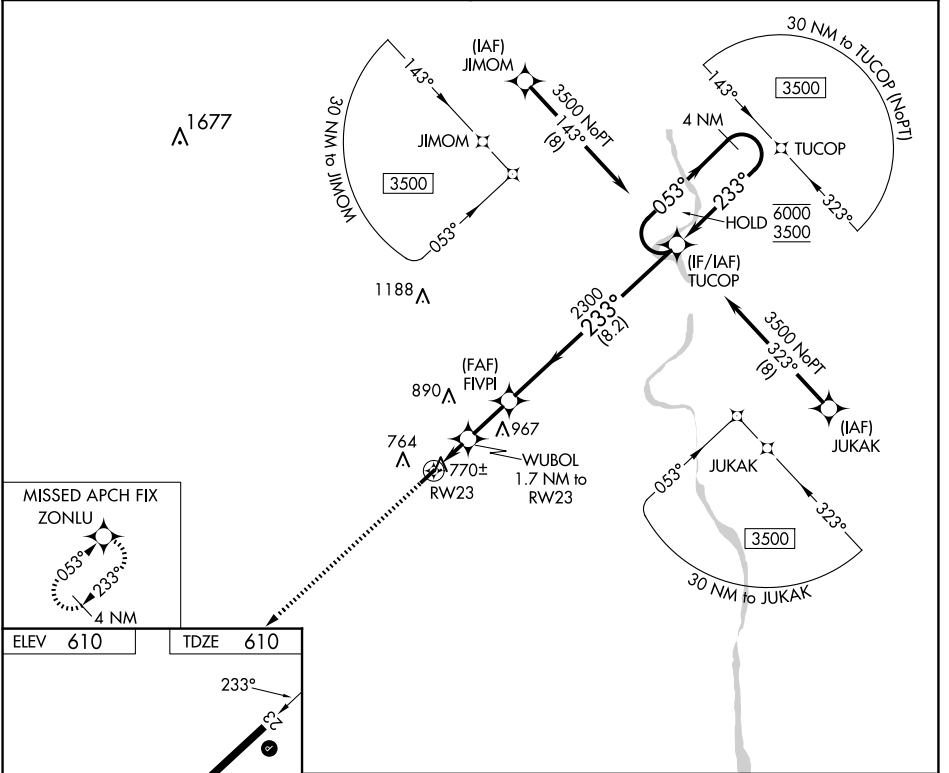 1677
143°
JIMOM
30 NM to JIMOM
3500
053°
(IAF)
JIMOM
3500 NoPT
143°
(8)
30 NM to TUCOP (NoPT)
143°
3500
TUCOP
323°
4 NM
053°
233°
HOLD
6000
3500
(IF/IAF)
TUCOP
1188
2300
233°
(8.2)
3500 NoPT
323°
(8)
(IAF)
JUKAK
(FAF)
FIVPI
890
967
764
770±
RW23
WUBOL
1.7 NM to
RW23
JUKAK
053°
323°
3500
30 NM to JUKAK
MISSED APCH FIX
ZONLU
053°
233°
4 NM
ELEV 610
TDZE 610
233°
23
P